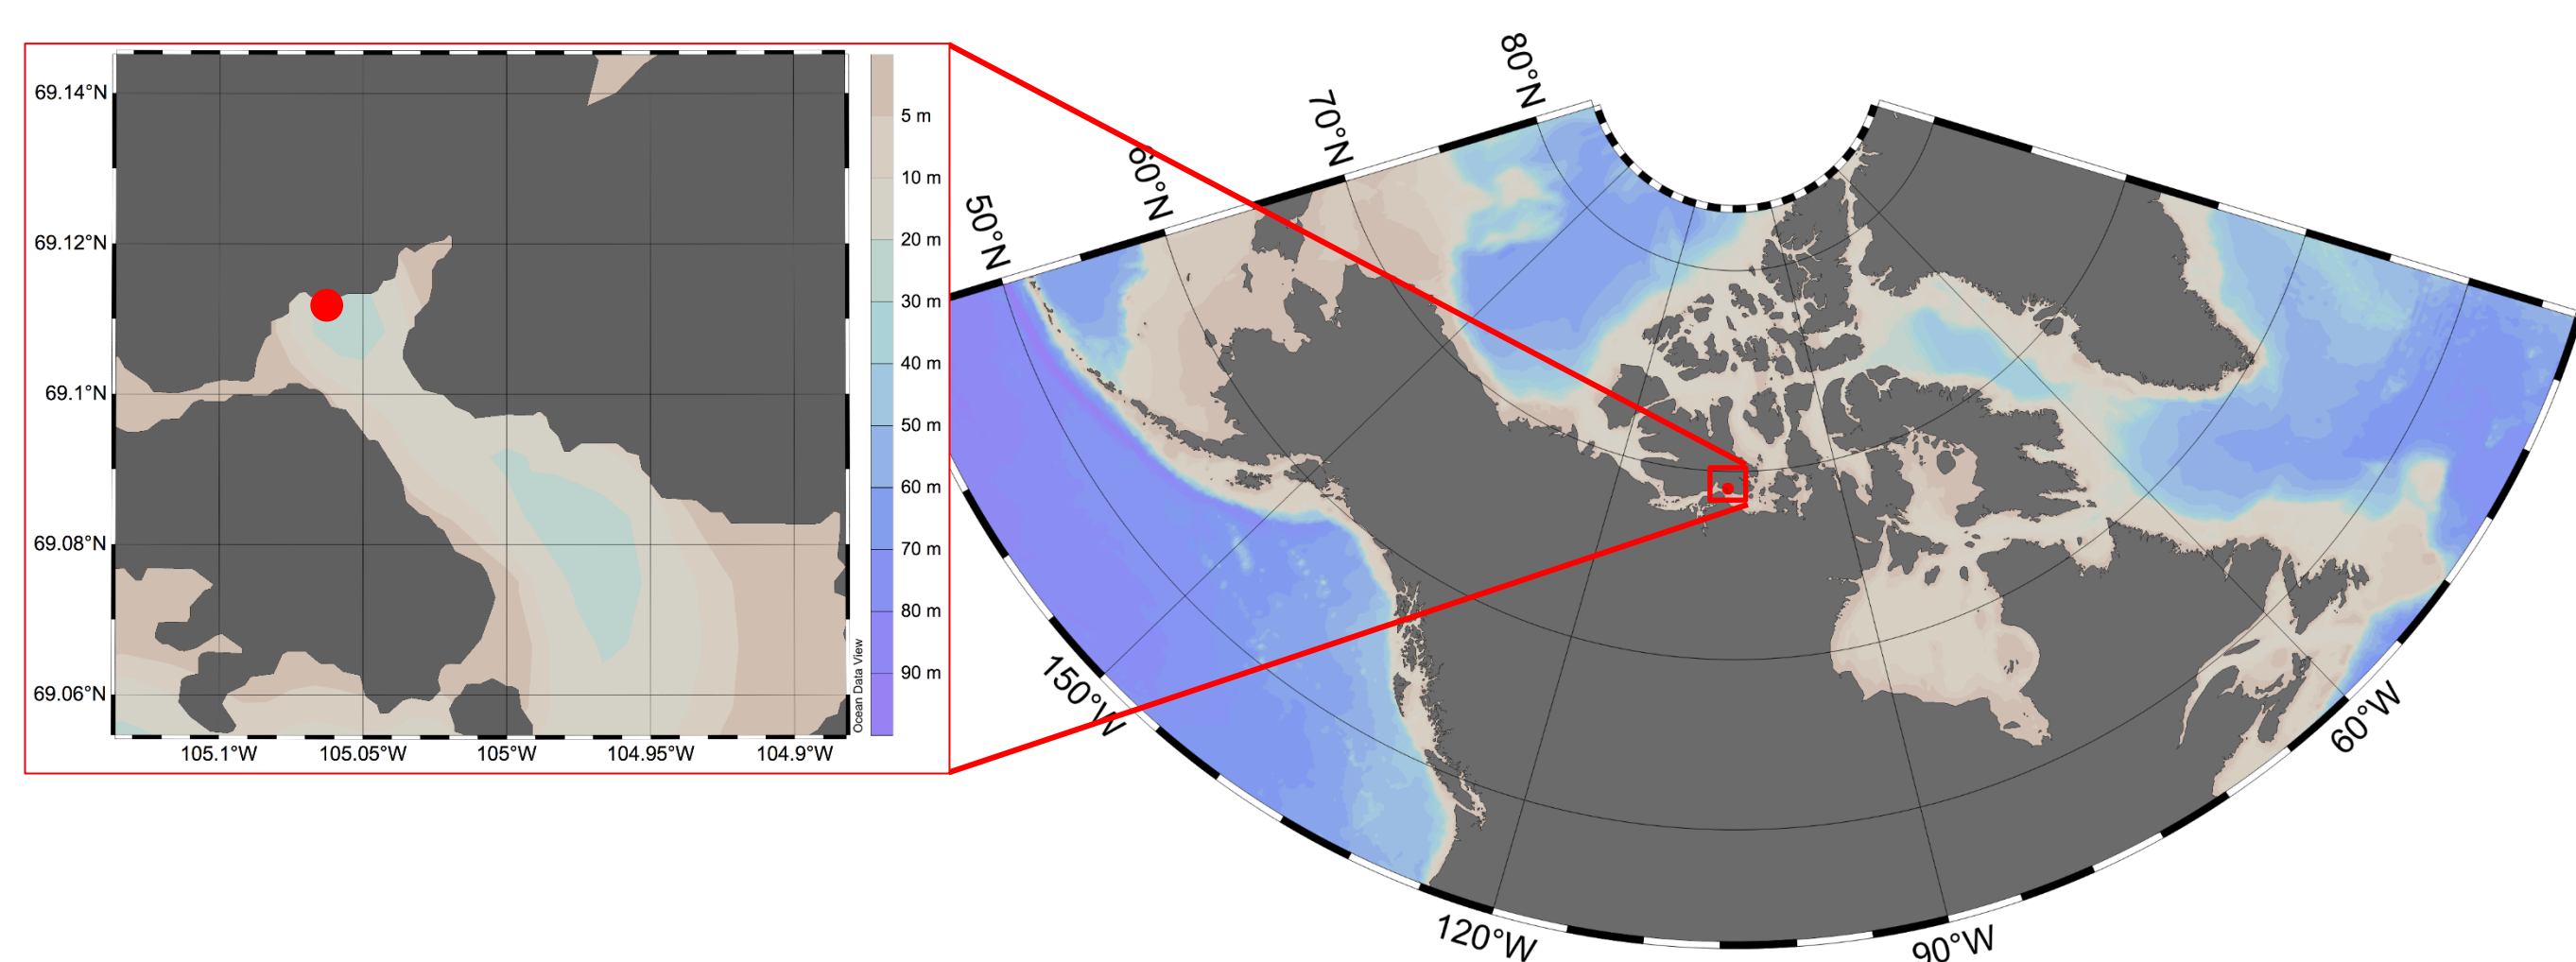 69.14°N
69.12°N
69.1°N
69.08°N
69.06°N
105.1°W
105.05°W
105°W
104.95°W
104.9°W
5 m
10 m
20 m
30 m
40 m
50 m
60 m
70 m
80 m
90 m
Ocean Data View
50°N
60°N
70°N
80°N
150°W
120°W
90°W
60°W